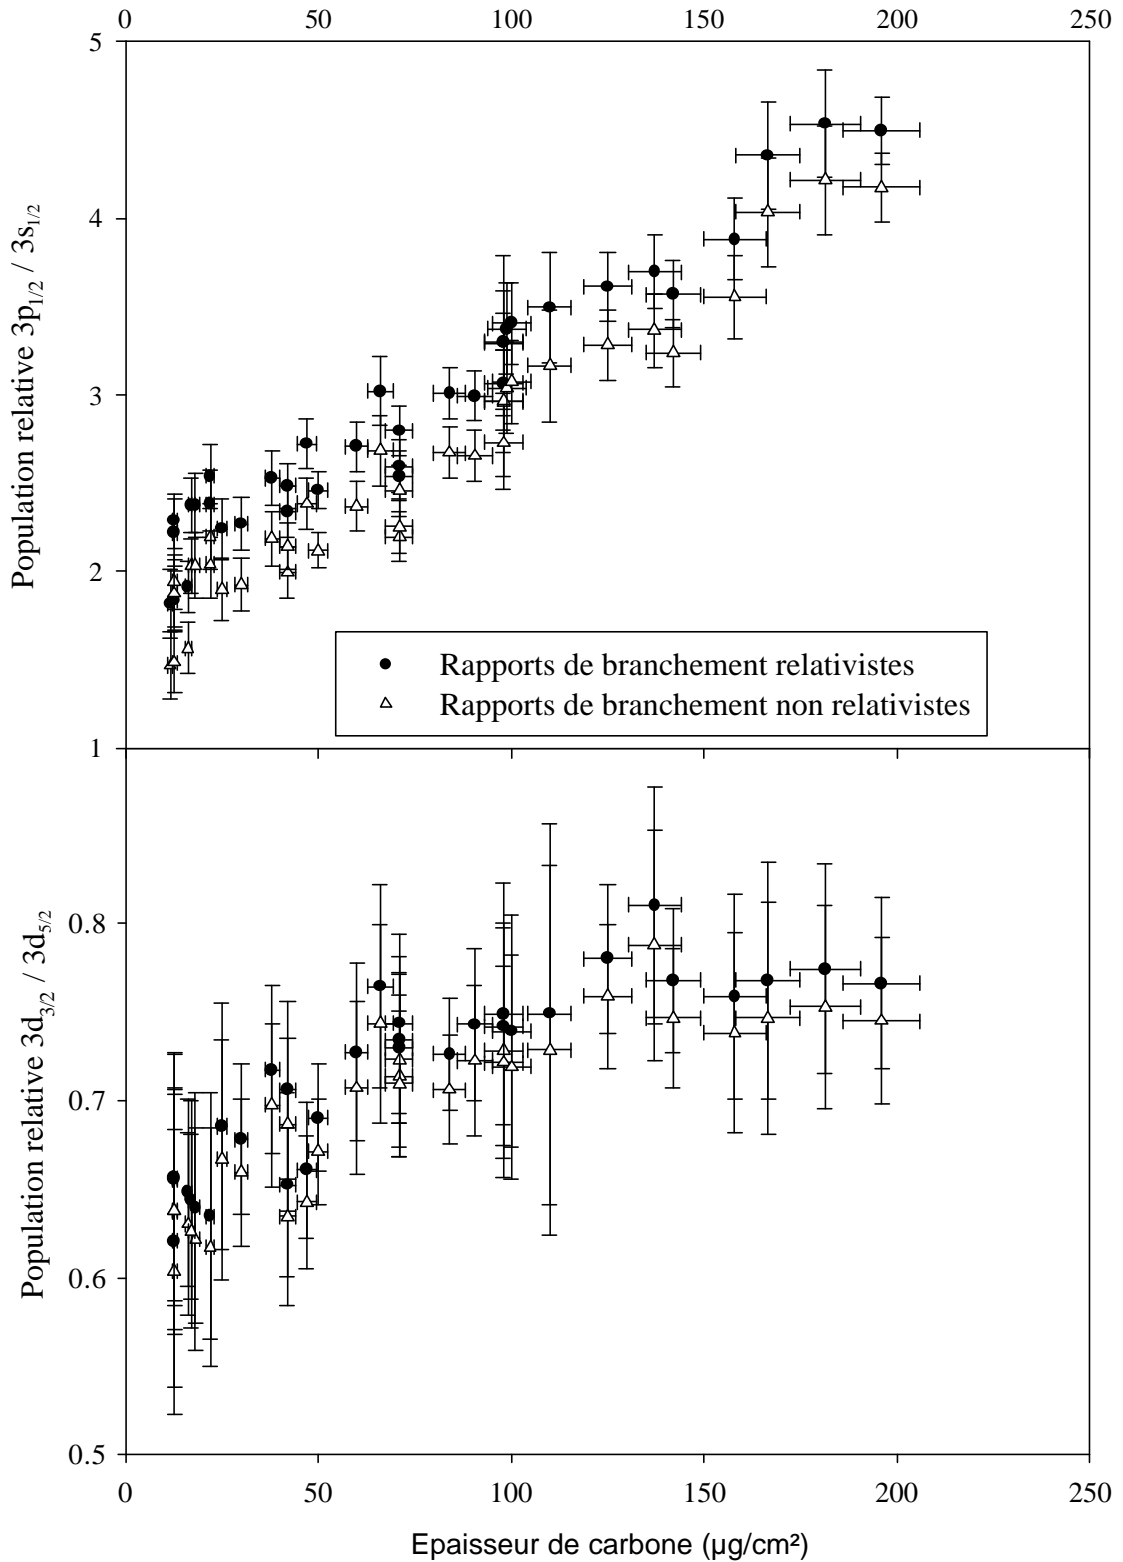 0 50 100 150 200 250
5
4
3
2
1
Population relative 3p1/2 / 3s1/2
Rapports de branchement relativistes
Rapports de branchement non relativistes
0.8
0.7
0.6
0.5
Population relative 3d3/2 / 3d5/2
0 50 100 150 200 250
Epaisseur de carbone (µg/cm²)